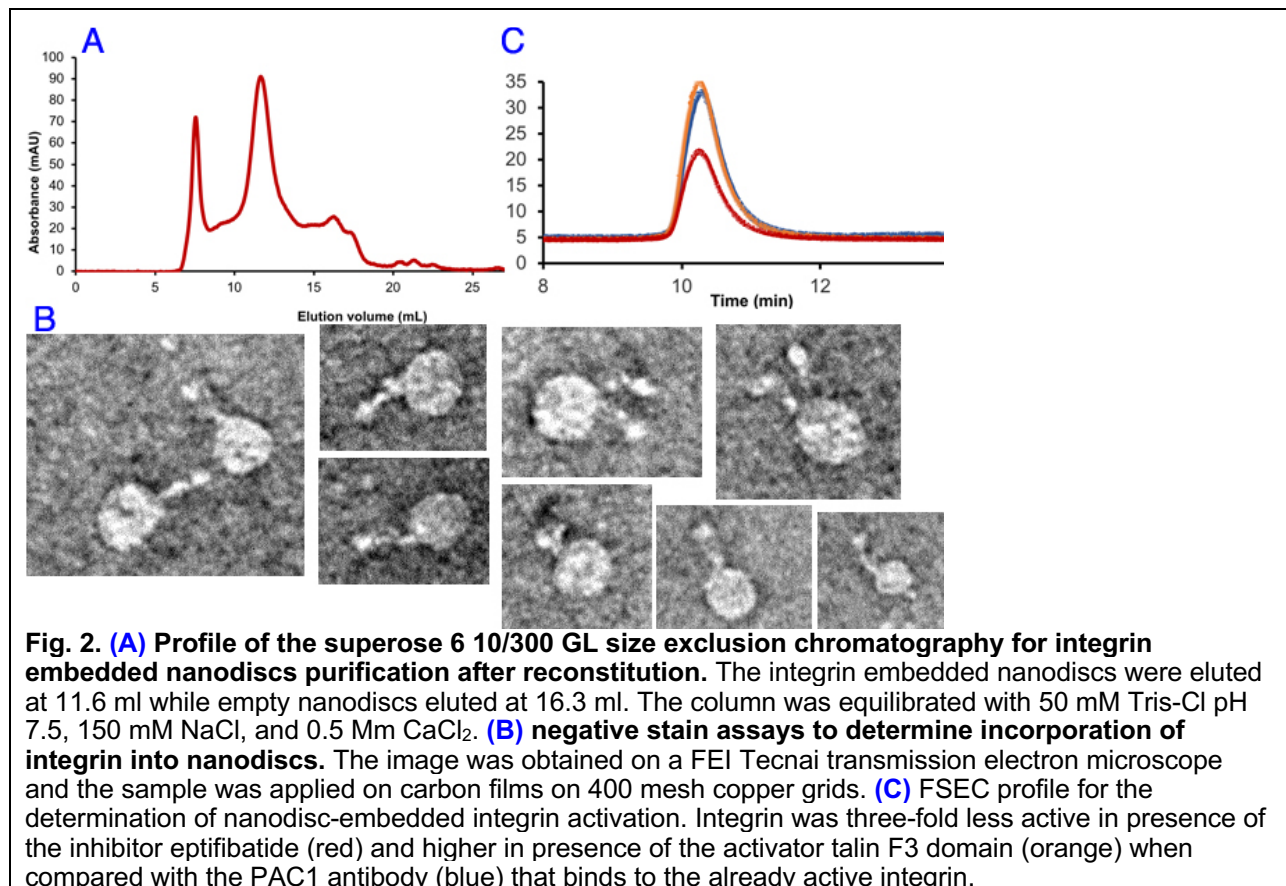 A
100
90
80
70
60
50
40
30
20
10
0
Absorbance (mAU)
0 5 10 15 20 25
Elution volume (mL)
C
35
30
25
20
15
10
5
0
8 10 12
Time (min)
B
Fig. 2. (A) Profile of the superose 6 10/300 GL size exclusion chromatography for integrin
embedded nanodiscs purification after reconstitution. The integrin embedded nanodiscs were eluted
at 11.6 ml while empty nanodiscs eluted at 16.3 ml. The column was equilibrated with 50 mM Tris-Cl pH
7.5, 150 mM NaCl, and 0.5 Mm CaCl₂. (B) negative stain assays to determine incorporation of
integrin into nanodiscs. The image was obtained on a FEI Tecnai transmission electron microscope
and the sample was applied on carbon films on 400 mesh copper grids. (C) FSEC profile for the
determination of nanodisc-embedded integrin activation. Integrin was three-fold less active in presence of
the inhibitor eptifibatide (red) and higher in presence of the activator talin F3 domain (orange) when
compared with the PAC1 antibody (blue) that binds to the already active integrin.